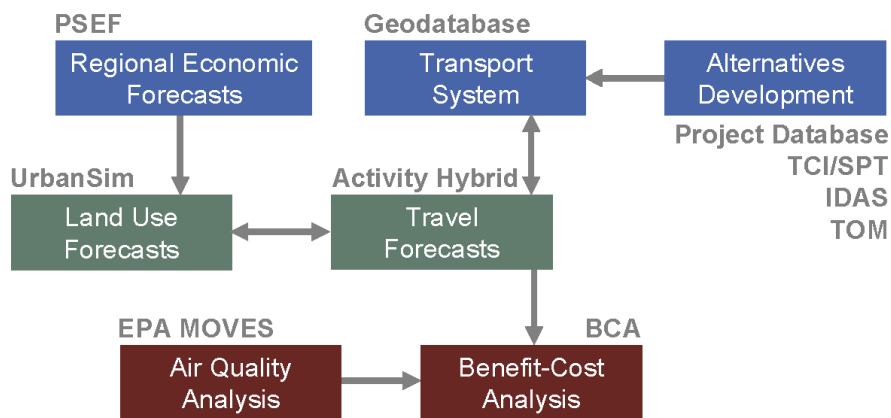 PSEF
Regional Economic
Forecasts
Geodatabase
Transport
System
Alternatives
Development
Project Database
TCI/SPT
IDAS
TOM
UrbanSim
Land Use
Forecasts
Activity Hybrid
Travel
Forecasts
EPA MOVES
Air Quality
Analysis
BCA
Benefit-Cost
Analysis